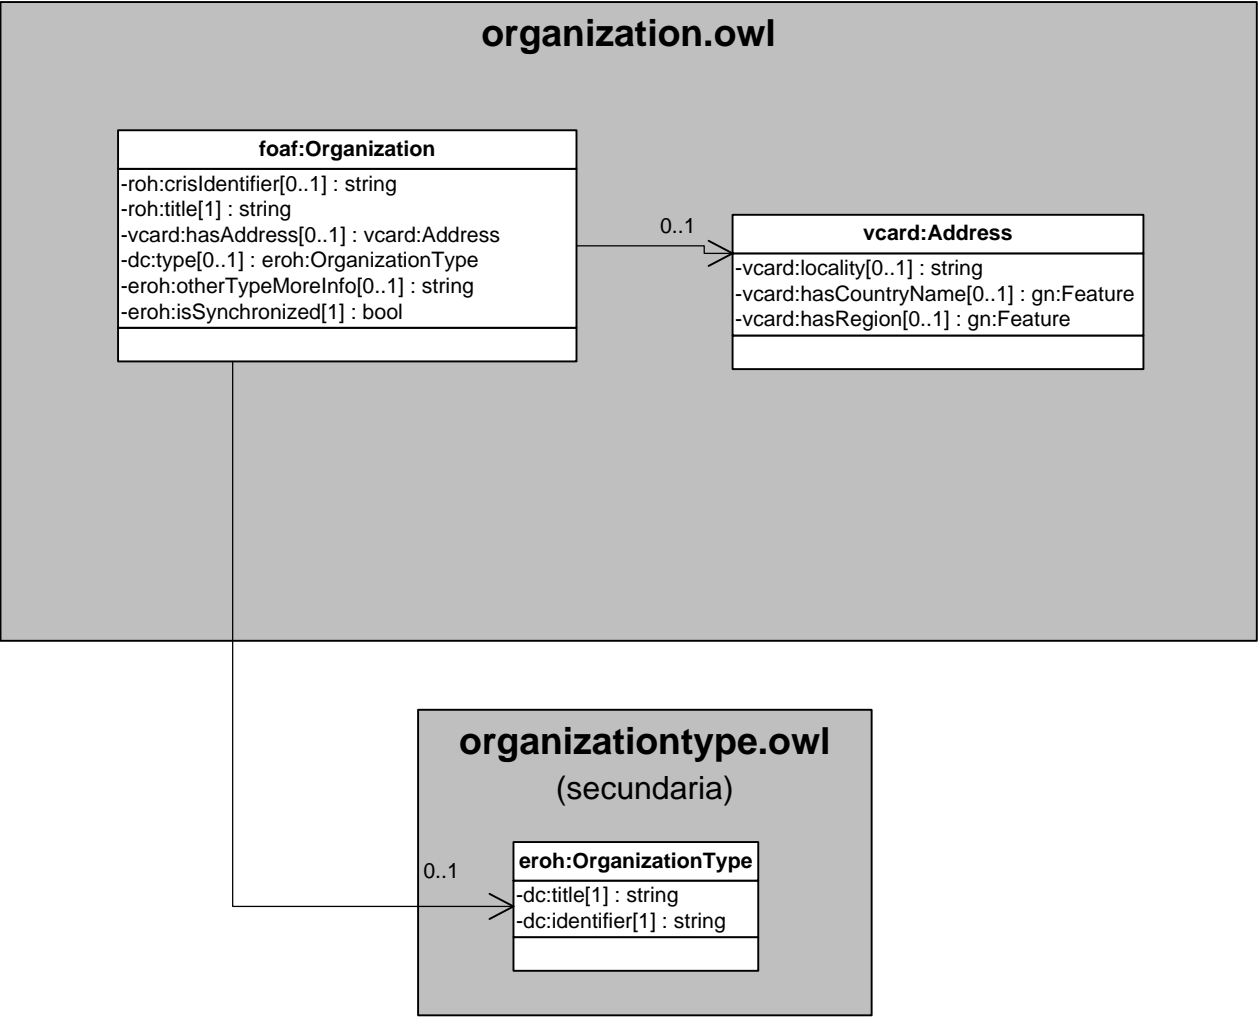 organization.owl
foaf:Organization
-roh:crisIdentifier[0..1] : string
-roh:title[1] : string
-vcard:hasAddress[0..1] : vcard:Address
-dc:type[0..1] : eroh:OrganizationType
-eroh:otherTypeMoreInfo[0..1] : string
-eroh:isSynchronized[1] : bool
0..1
vcard:Address
-vcard:locality[0..1] : string
-vcard:hasCountryName[0..1] : gn:Feature
-vcard:hasRegion[0..1] : gn:Feature
organizationtype.owl
(secundaria)
0..1
eroh:OrganizationType
-dc:title[1] : string
-dc:identifier[1] : string